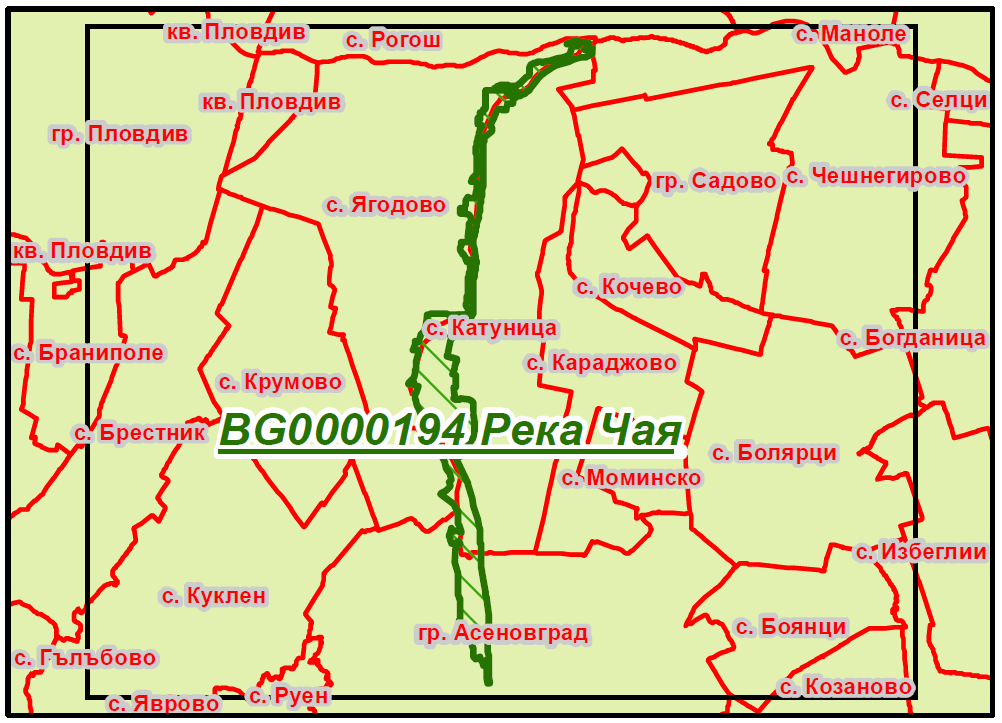 кв. Пловдив
с. Рогош
с. Маноле
кв. Пловдив
с. Селци
гр. Пловдив
гр. Садово
с. Чешнегирово
с. Ягодово
кв. Пловдив
с. Кочево
с. Катуница
с. Богданица
с. Браниполе
с. Караджово
с. Крумово
с. Брестник
BG0000194 Река Чая
с. Болярци
с. Моминско
с. Избеглии
с. Куклен
гр. Асеновград
с. Боянци
с. Гълъбово
с. Козаново
с. Руен
с. Яврово